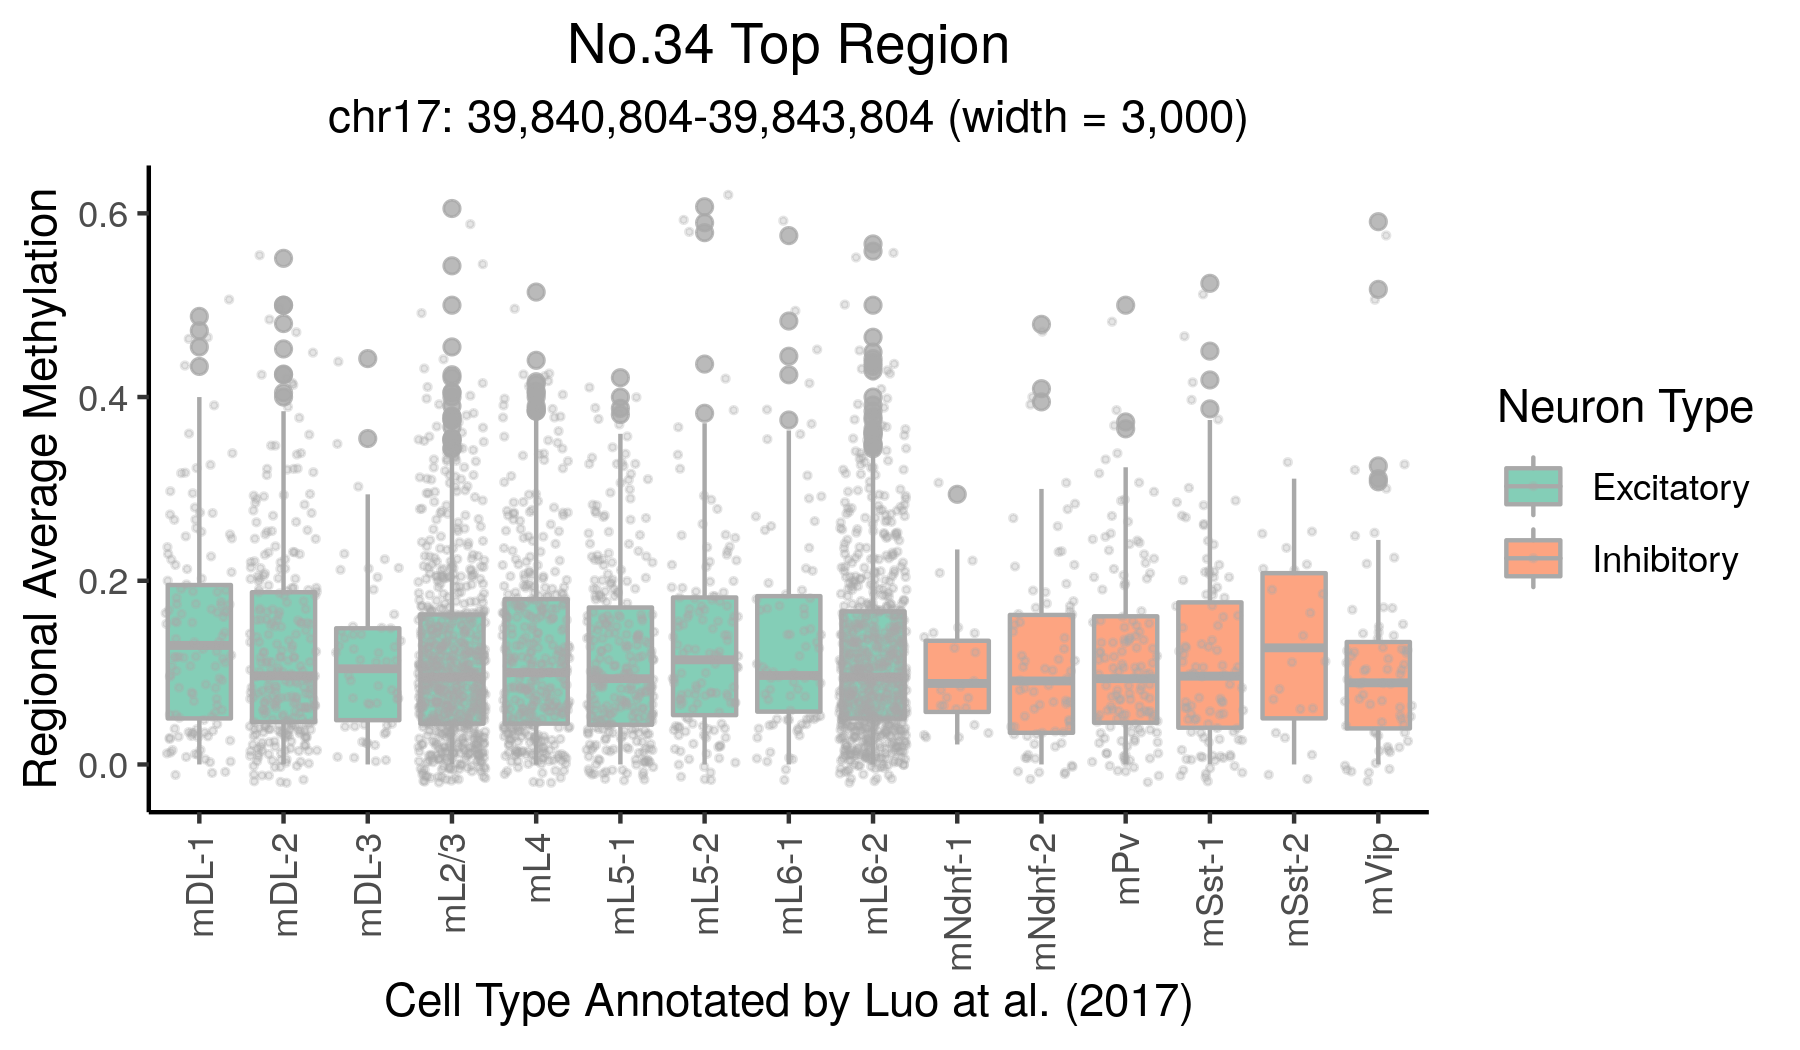 No.34 Top Region
chr17: 39,840,804-39,843,804 (width = 3,000)
Regional Average Methylation
0.6
0.4
0.2
0.0
mDL-1
mDL-2
mDL-3
mL2/3
mL4
mL5-1
mL5-2
mL6-1
mL6-2
mNdnf-1
mNdnf-2
mPv
mSst-1
mSst-2
mVip
Cell Type Annotated by Luo at al. (2017)
Neuron Type
Excitatory
Inhibitory